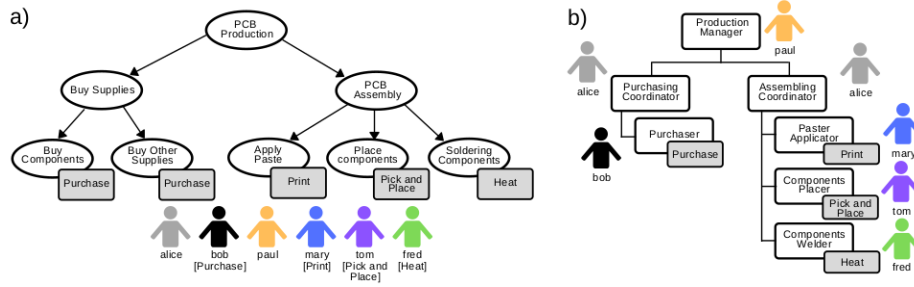 a)
PCB
Production
Buy Supplies
PCB
Assembly
Buy
Components
Purchase
Buy Other
Supplies
Purchase
Apply
Paste
Print
Place
components
Pick and
Place
Soldering
Components
Heat
alice
bob
[Purchase]
paul
mary
[Print]
tom
[Pick and
Place]
fred
[Heat]
b)
Production
Manager
paul
alice
Purchasing
Coordinator
Assembling
Coordinator
alice
Purchaser
Purchase
bob
Paster
Applicator
Print
mary
Components
Placer
Pick and
Place
tom
Components
Welder
Heat
fred